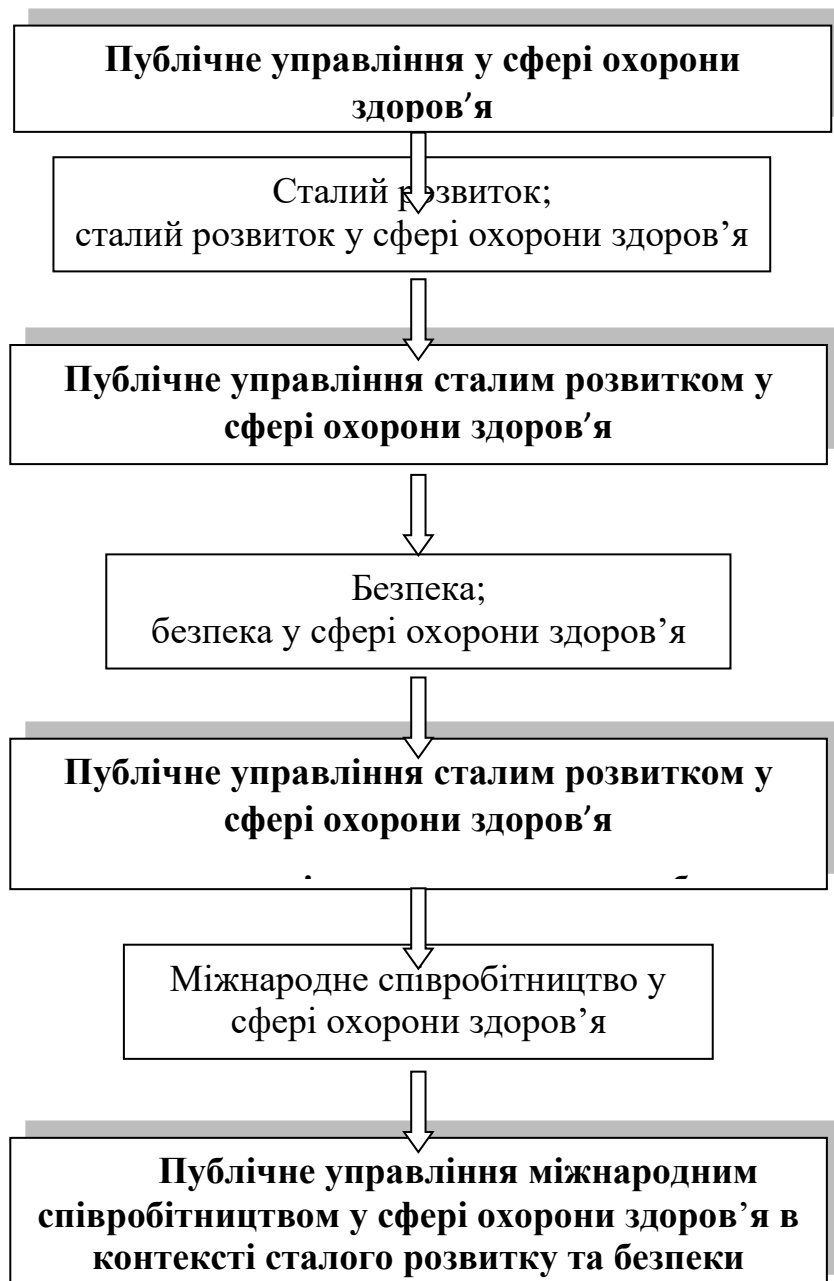 Публічне управління у сфері охорони
здоров’я
Сталий розвиток;
сталий розвиток у сфері охорони здоров’я
Публічне управління сталим розвитком у
сфері охорони здоров’я
Безпека;
безпека у сфері охорони здоров’я
Публічне управління сталим розвитком у
сфері охорони здоров’я
Міжнародне співробітництво у
сфері охорони здоров’я
Публічне управління міжнародним
співробітництвом у сфері охорони здоров’я в
контексті сталого розвитку та безпеки